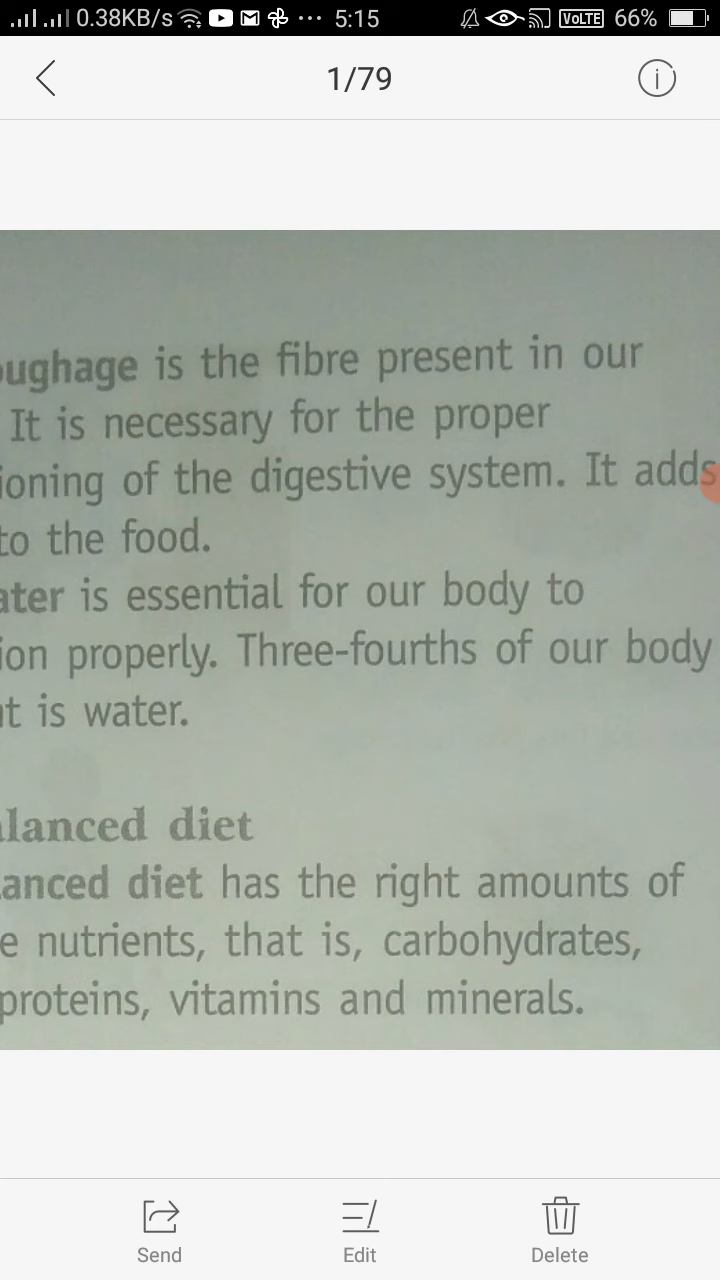 0.38KB/s 5:15 VoLTE 66%
1/79
oughage is the fibre present in our
It is necessary for the proper
ioning of the digestive system. It adds
to the food.
ater is essential for our body to
ion properly. Three-fourths of our body
t is water.
lanced diet
anced diet has the right amounts of
e nutrients, that is, carbohydrates,
proteins, vitamins and minerals.
Send Edit Delete